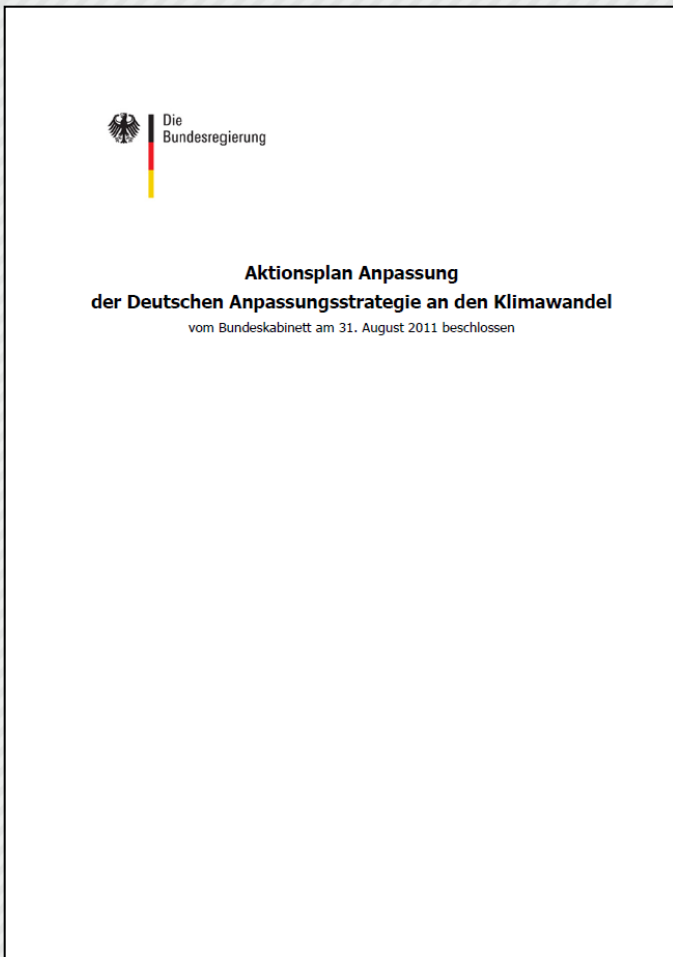 Die
Bundesregierung
Aktionsplan Anpassung
der Deutschen Anpassungsstrategie an den Klimawandel
vom Bundeskabinett am 31. August 2011 beschlossen